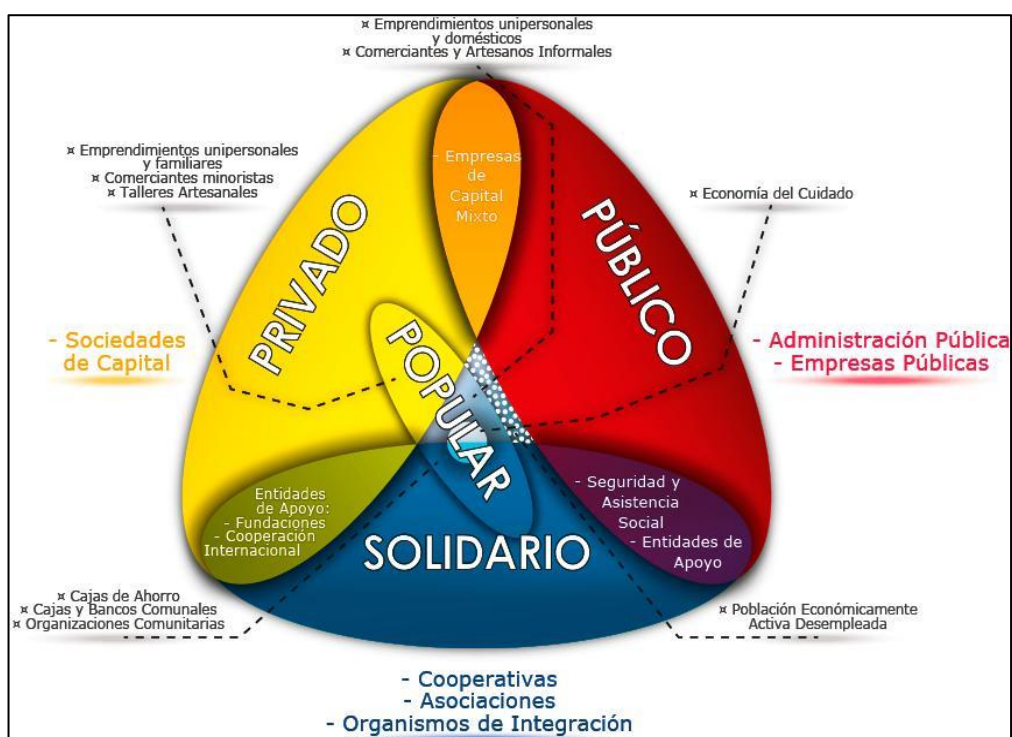 ¤ Emprendimientos unipersonales
y domésticos
¤ Comerciantes y Artesanos Informales
¤ Emprendimientos unipersonales
y familiares
¤ Comerciantes minoristas
¤ Talleres Artesanales
- Empresas
de
Capital
Mixto
¤ Economía del Cuidado
PRIVADO
PÚBLICO
- Sociedades
de Capital
POPULAR
- Administración Pública
- Empresas Públicas
Entidades
de Apoyo:
- Fundaciones
- Cooperación
Internacional
- Seguridad y
Asistencia
Social
- Entidades de
Apoyo
SOLIDARIO
¤ Cajas de Ahorro
¤ Cajas y Bancos Comunales
¤ Organizaciones Comunitarias
¤ Población Económicamente
Activa Desempleada
- Cooperativas
- Asociaciones
- Organismos de Integración